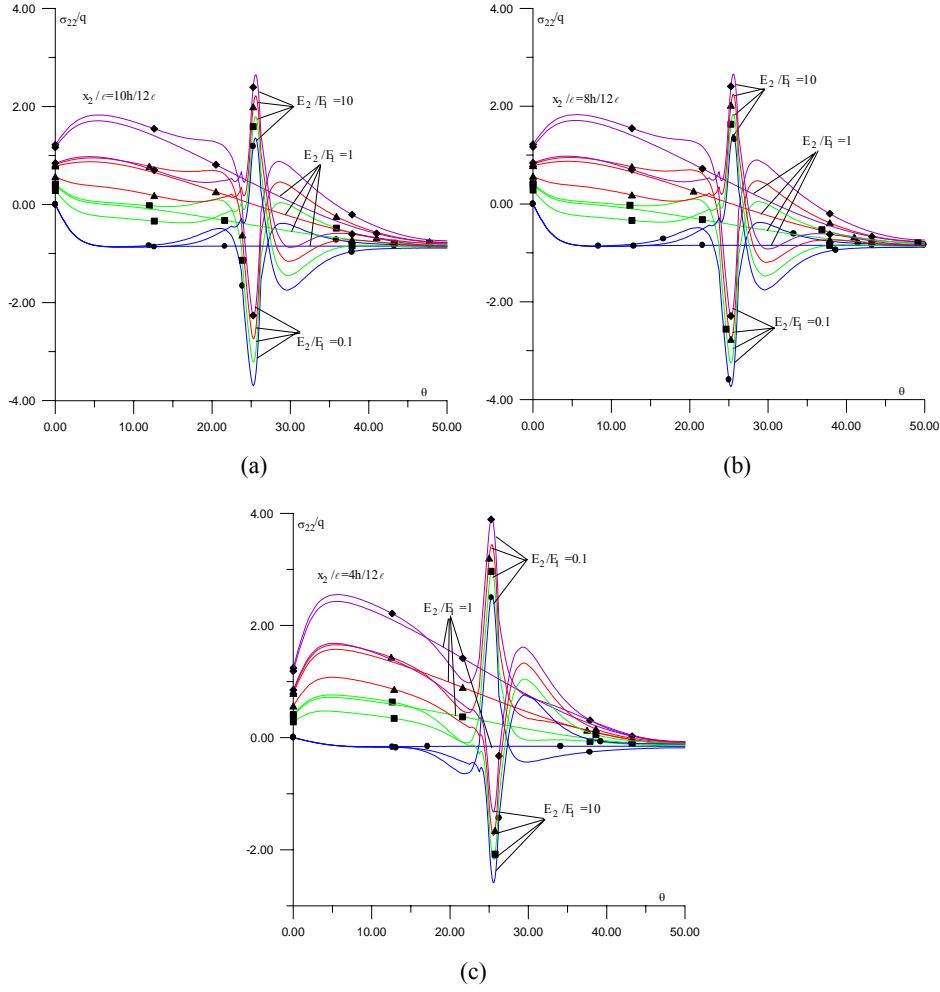 4.00
σ22/q
x2/ℓ=10h/12ℓ
E2/E1=10
2.00
E2/E1=1
0.00
-2.00
E2/E1=0.1
θ
-4.00
0.00 10.00 20.00 30.00 40.00 50.00
(a)
4.00
σ22/q
x2/ℓ=8h/12ℓ
E2/E1=10
2.00
E2/E1=1
0.00
-2.00
E2/E1=0.1
θ
-4.00
0.00 10.00 20.00 30.00 40.00 50.00
(b)
4.00
σ22/q
x2/ℓ=4h/12ℓ
E2/E1=0.1
E2/E1=1
2.00
0.00
E2/E1=10
-2.00
θ
0.00 10.00 20.00 30.00 40.00 50.00
(c)